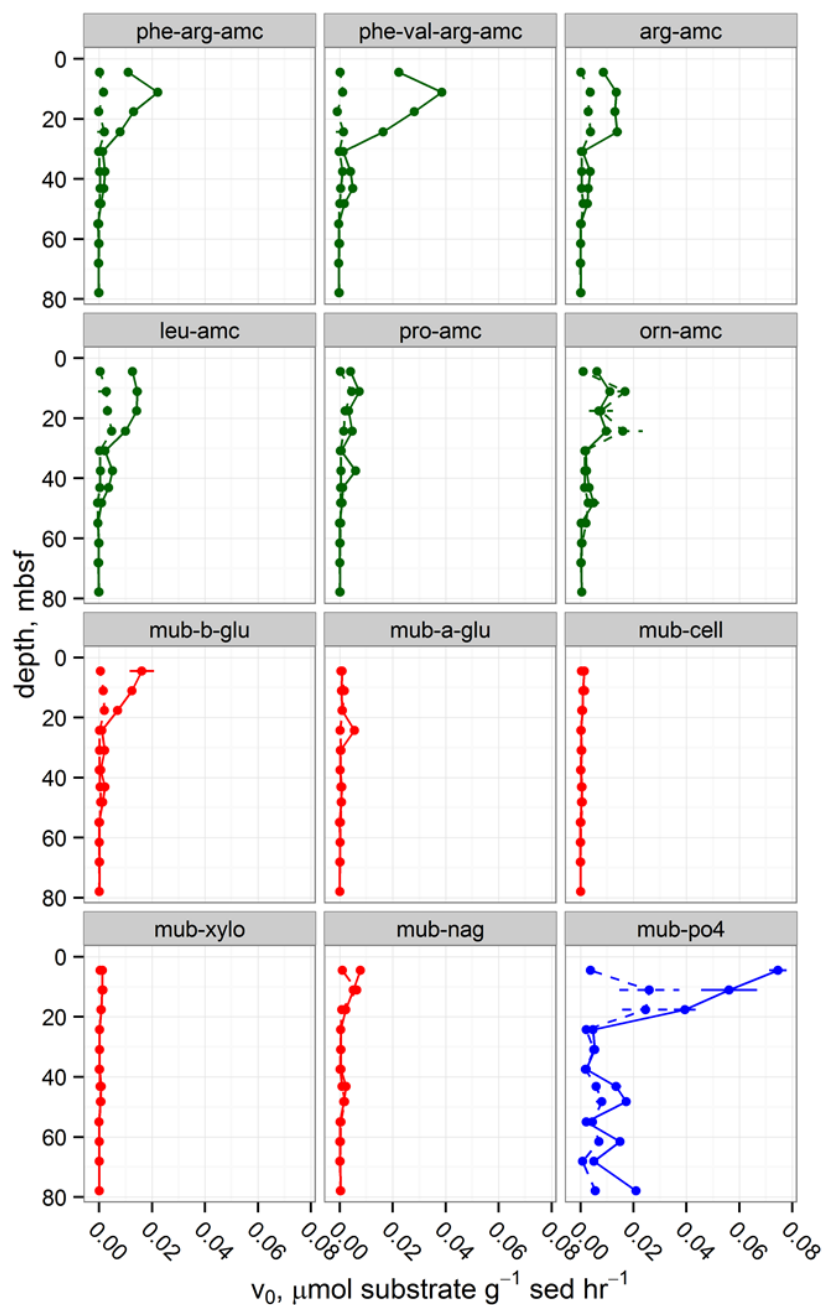 phe-arg-amc phe-val-arg-amc arg-amc
0
20
40
60
80
leu-amc pro-amc orn-amc
0
20
40
60
80
depth, mbsf
mub-b-glu mub-a-glu mub-cell
0
20
40
60
80
mub-xylo mub-nag mub-po4
0
20
40
60
80
0.00 0.02 0.04 0.06 0.08 0.00 0.02 0.04 0.06 0.08 0.00 0.02 0.04 0.06 0.08
v₀, μmol substrate g⁻¹ sed hr⁻¹